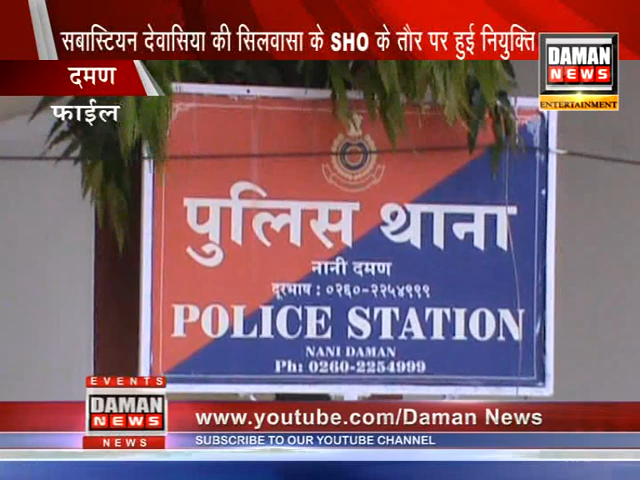 सबास्टियन देवासिया की सिलवासा के SHO के तौर पर हुई नियुक्ति
DAMAN
NEWS
ENTERTAINMENT
दमण
फाईल
पुलिस थाना
नानी दमण
दूरभाष : ०२६०-२२५४९९९
POLICE STATION
NANI DAMAN
Ph: 0260-2254999
EVENTS
DAMAN
NEWS
NEWS
www.youtube.com/Daman News
SUBSCRIBE TO OUR YOUTUBE CHANNEL